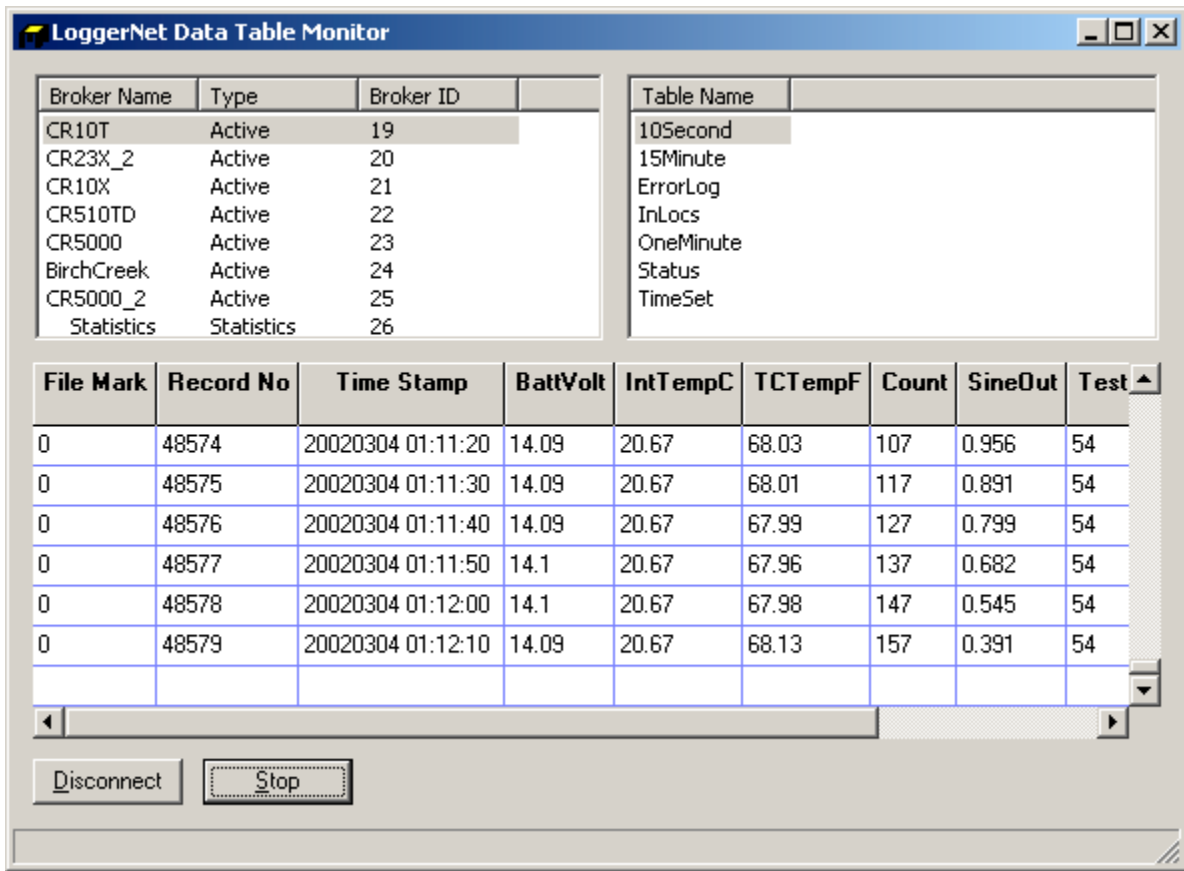 LoggerNet Data Table Monitor
Broker Name Type Broker ID
CR10T Active 19
CR23X_2 Active 20
CR10X Active 21
CR510TD Active 22
CR5000 Active 23
BirchCreek Active 24
CR5000_2 Active 25
Statistics Statistics 26
Table Name
10Second
15Minute
ErrorLog
InLocs
OneMinute
Status
TimeSet
File Mark Record No Time Stamp BattVolt IntTempC TCTempF Count SineOut Test
0 48574 20020304 01:11:20 14.09 20.67 68.03 107 0.956 54
0 48575 20020304 01:11:30 14.09 20.67 68.01 117 0.891 54
0 48576 20020304 01:11:40 14.09 20.67 67.99 127 0.799 54
0 48577 20020304 01:11:50 14.1 20.67 67.96 137 0.682 54
0 48578 20020304 01:12:00 14.1 20.67 67.98 147 0.545 54
0 48579 20020304 01:12:10 14.09 20.67 68.13 157 0.391 54
Disconnect Stop